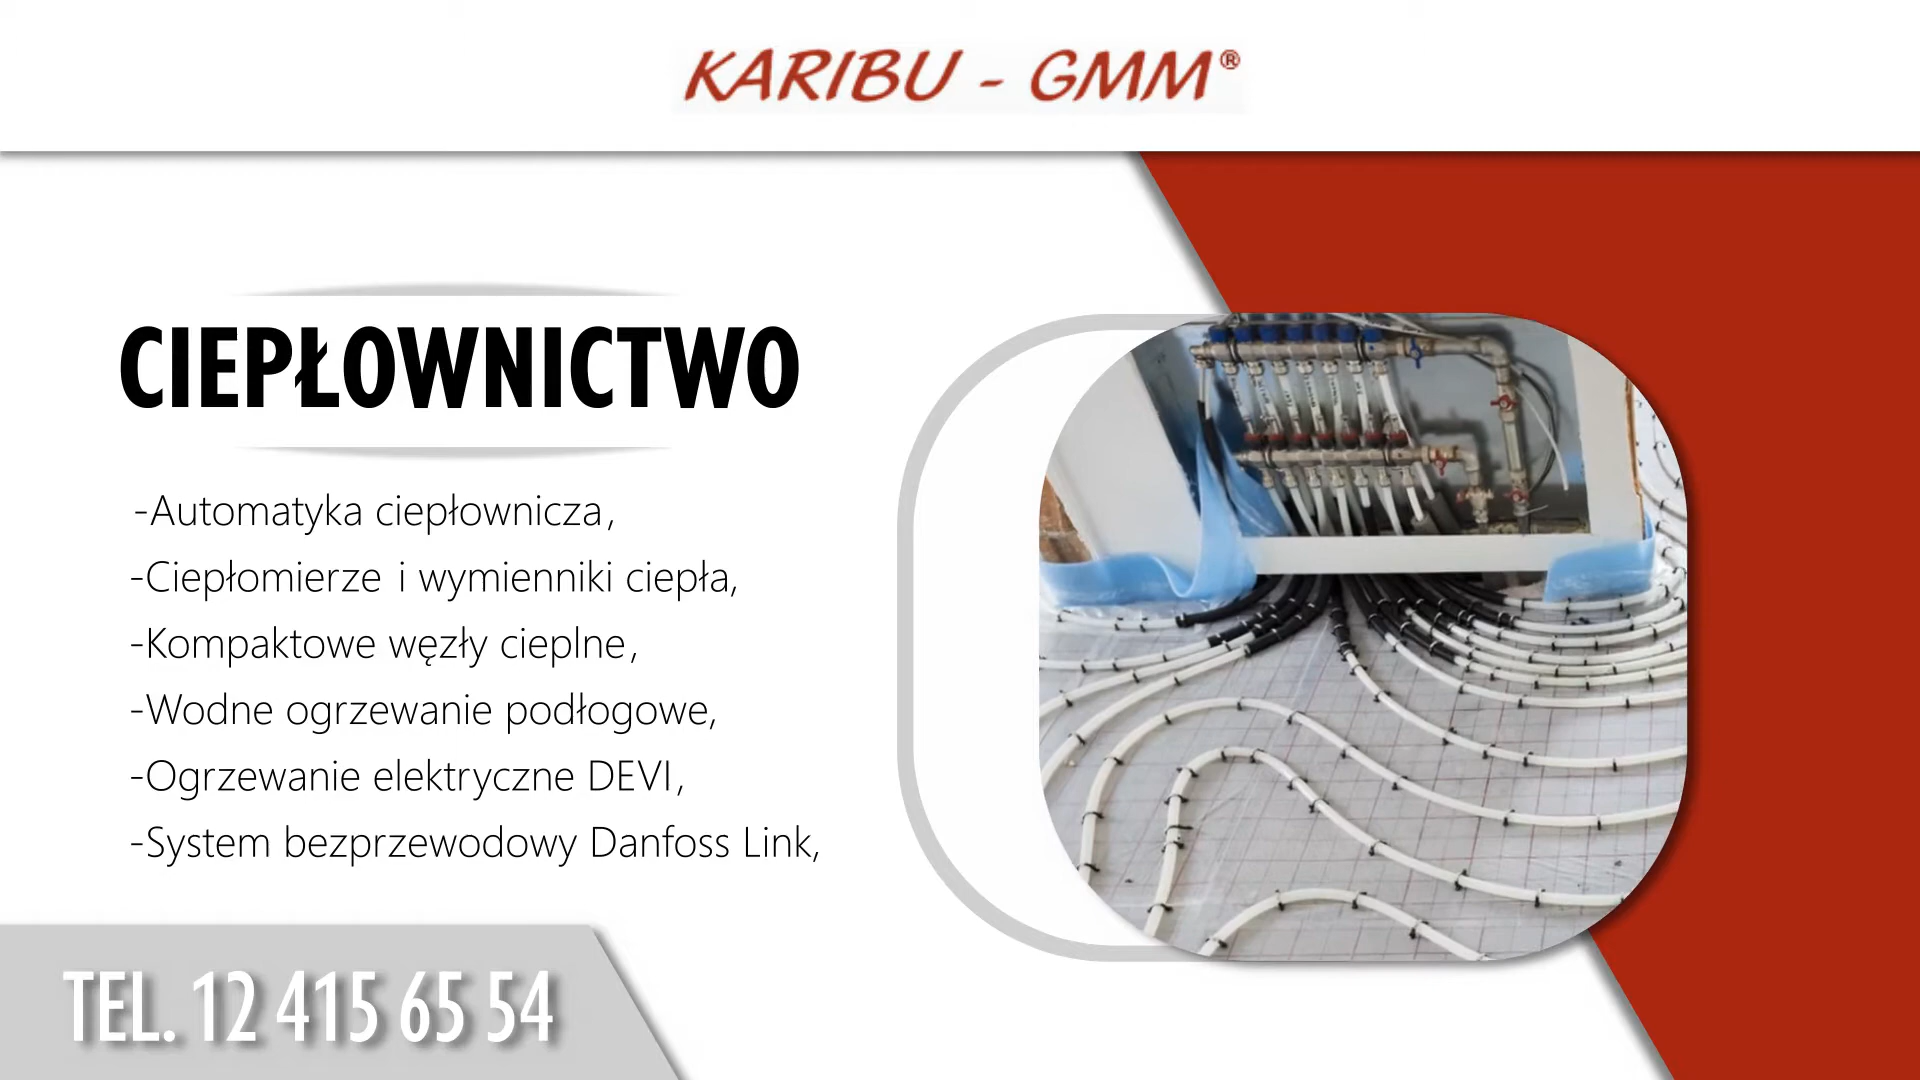 KARIBU - GMM®
CIEPŁOWNICTWO
-Automatyka ciepłownicza,
-Ciepłomierze i wymienniki ciepła,
-Kompaktowe węzły cieplne,
-Wodne ogrzewanie podłogowe,
-Ogrzewanie elektryczne DEVI,
-System bezprzewodowy Danfoss Link,
TEL. 12 415 65 54